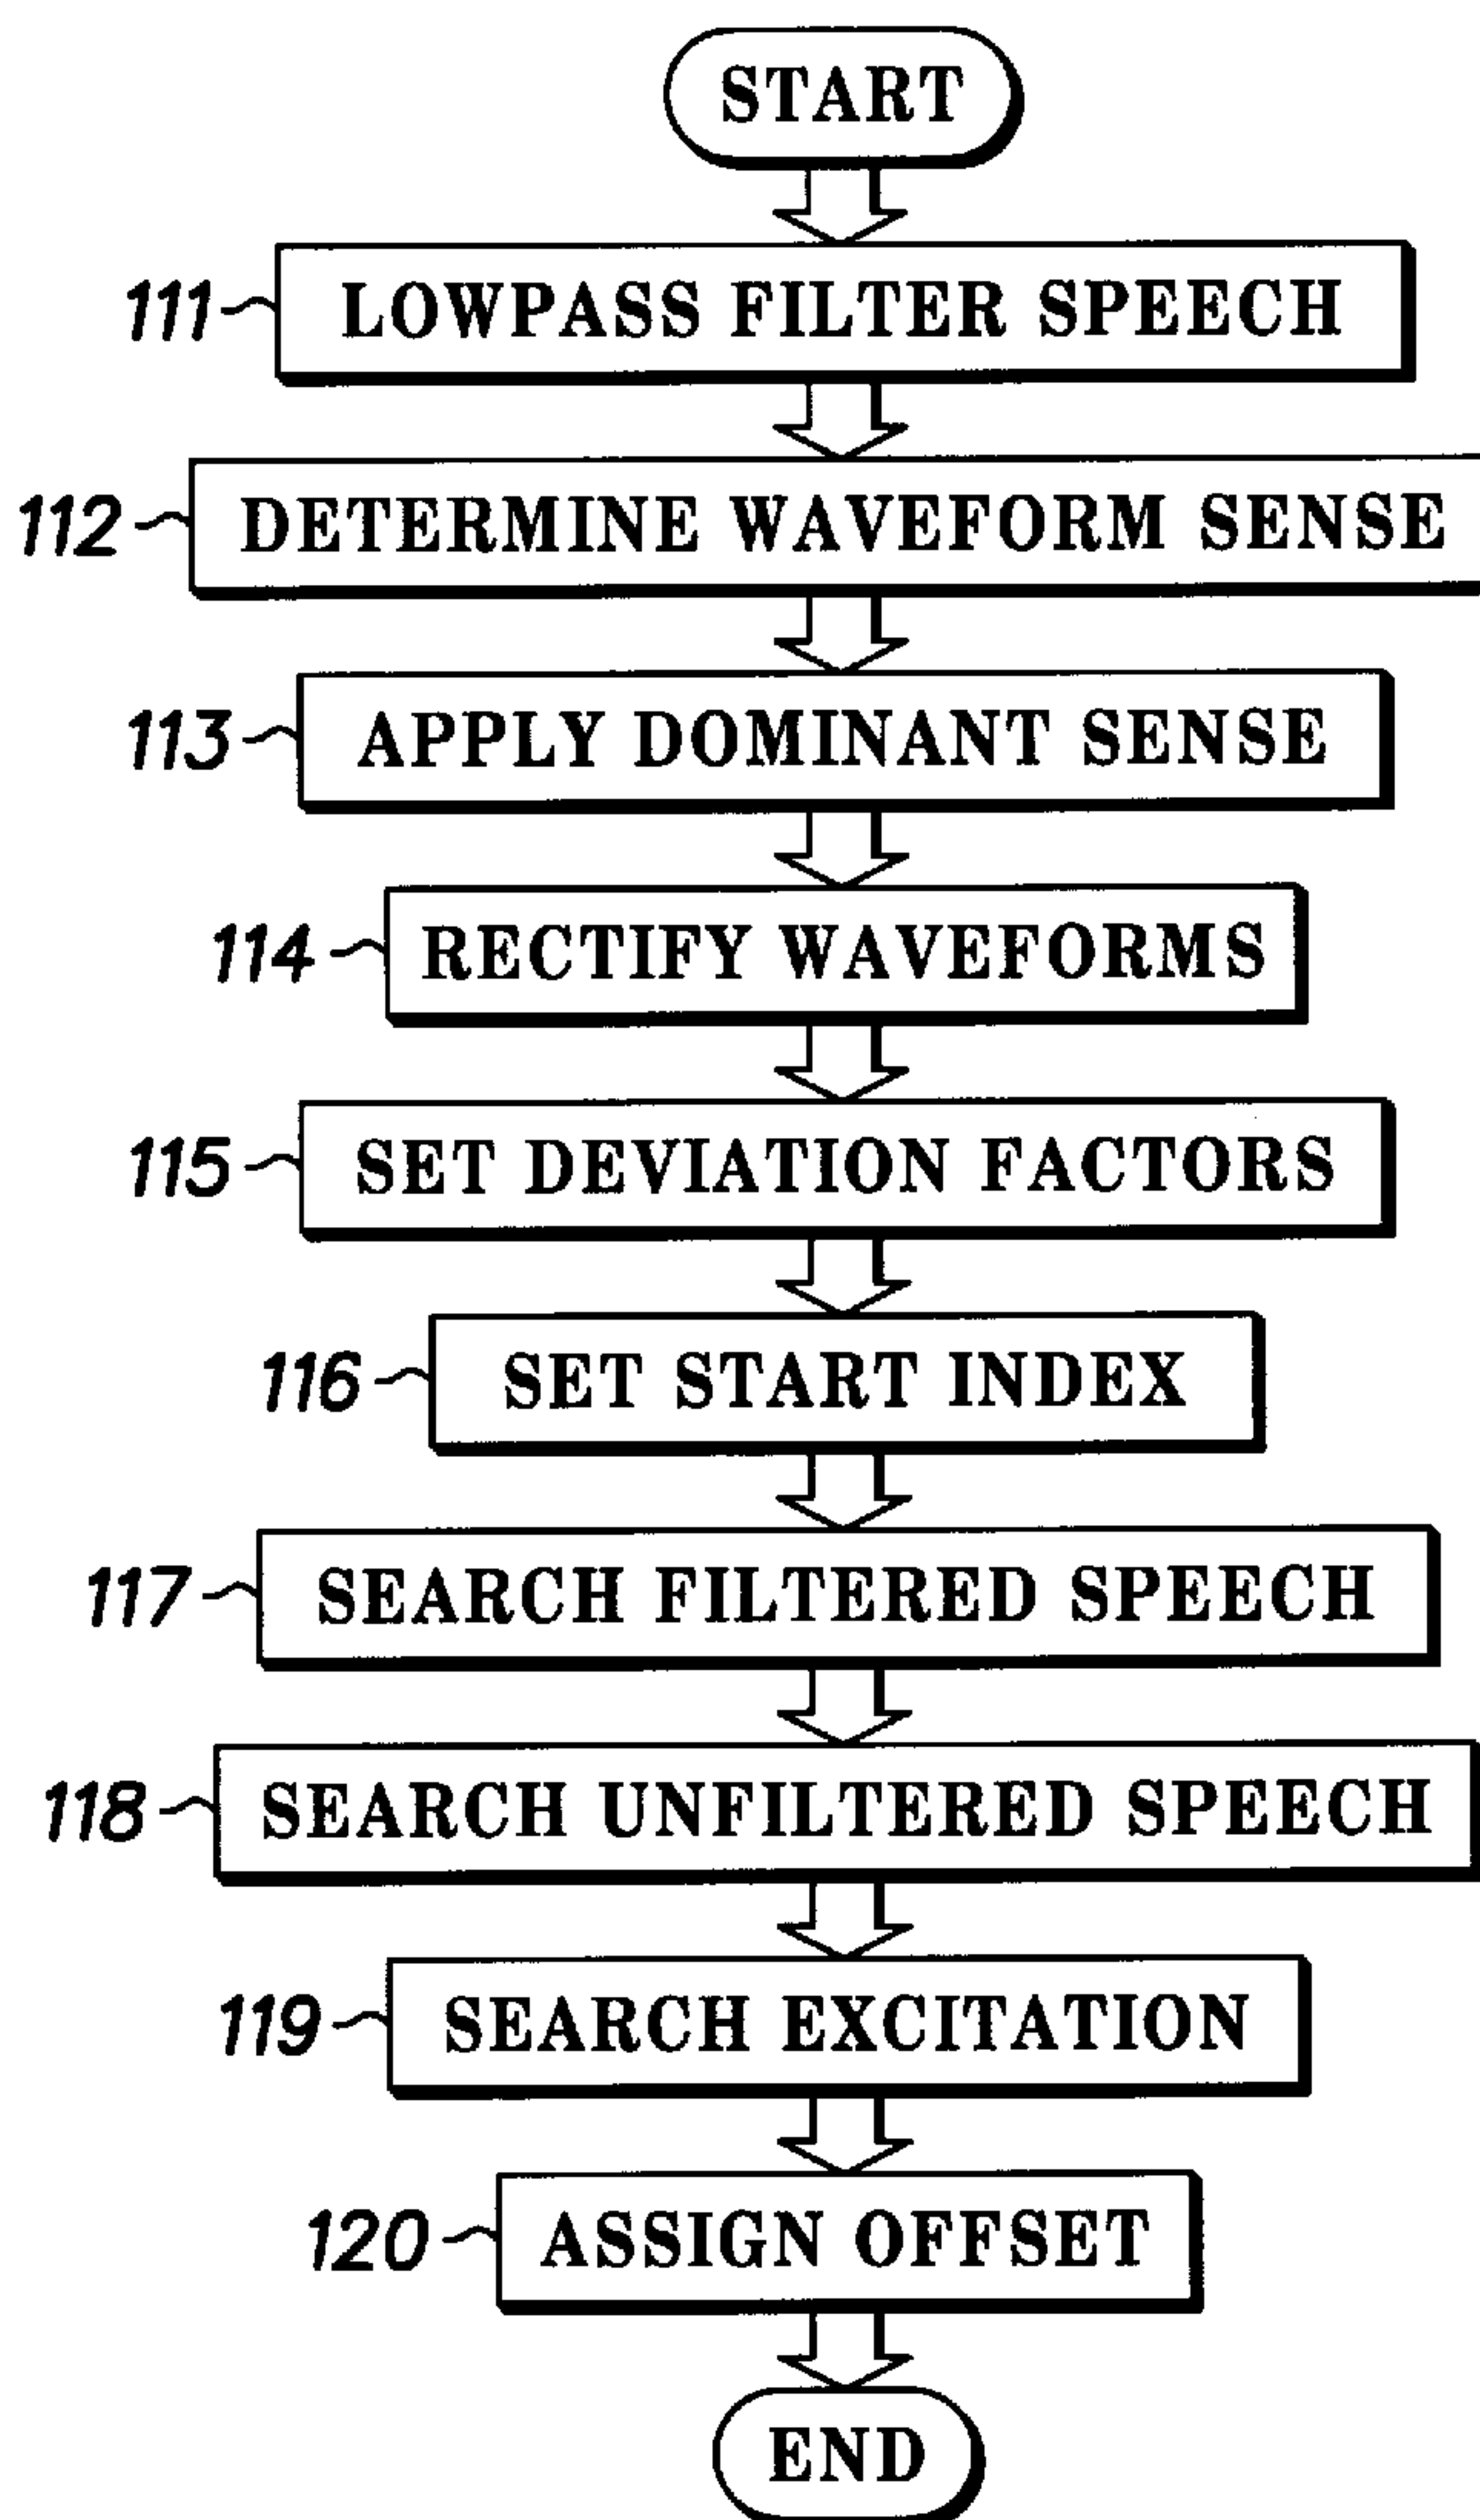 START
111 LOWPASS FILTER SPEECH
112 DETERMINE WAVEFORM SENSE
113 APPLY DOMINANT SENSE
114 RECTIFY WAVEFORMS
115 SET DEVIATION FACTORS
116 SET START INDEX
117 SEARCH FILTERED SPEECH
118 SEARCH UNFILTERED SPEECH
119 SEARCH EXCITATION
120 ASSIGN OFFSET
END